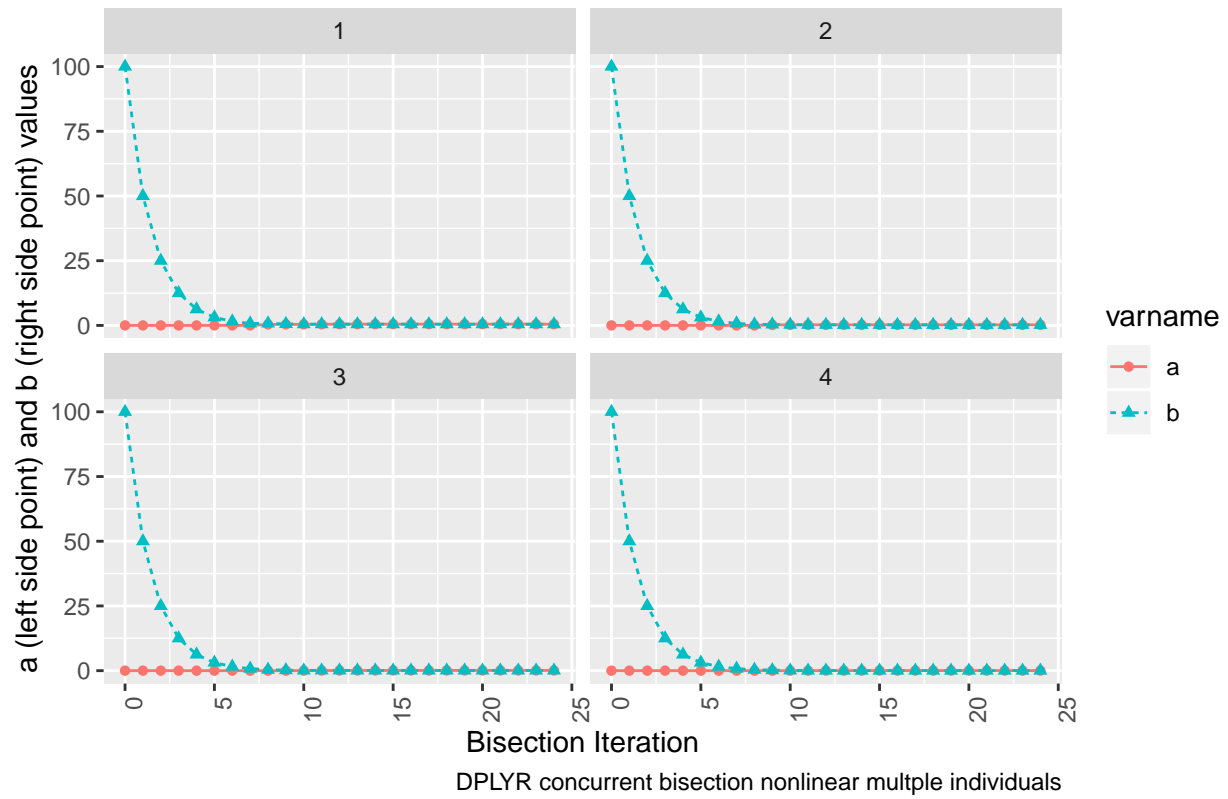 1
2
100
75
50
25
0
3
4
100
75
50
25
0
0 5 10 15 20 25
0 5 10 15 20 25
a (left side point) and b (right side point) values
Bisection Iteration
DPLYR concurrent bisection nonlinear multple individuals
varname
a
b